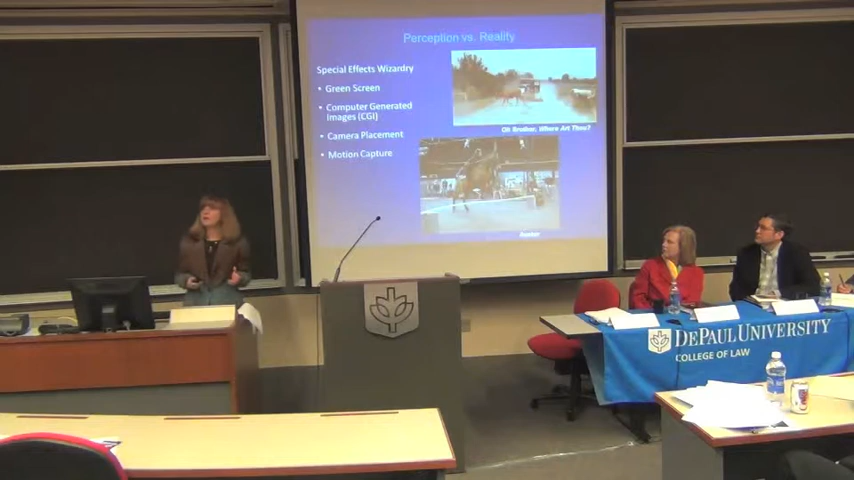 Perception vs. Reality
Special Effects Wizardry
• Green Screen
• Computer Generated
Images (CGI)
• Camera Placement
• Motion Capture
Oh Brother, Where Art Thou?
DEPAUL UNIVERSITY
COLLEGE OF LAW